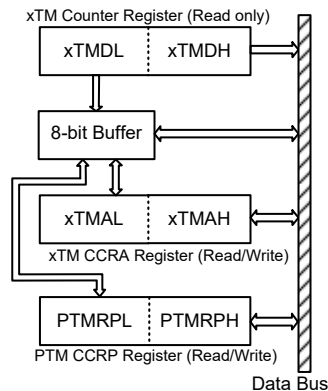 xTM Counter Register (Read only)
xTMDL xTMDH
8-bit Buffer
xTMAL xTMAH
xTM CCRA Register (Read/Write)
PTMRPL PTMRPH
PTM CCRP Register (Read/Write)
Data Bus